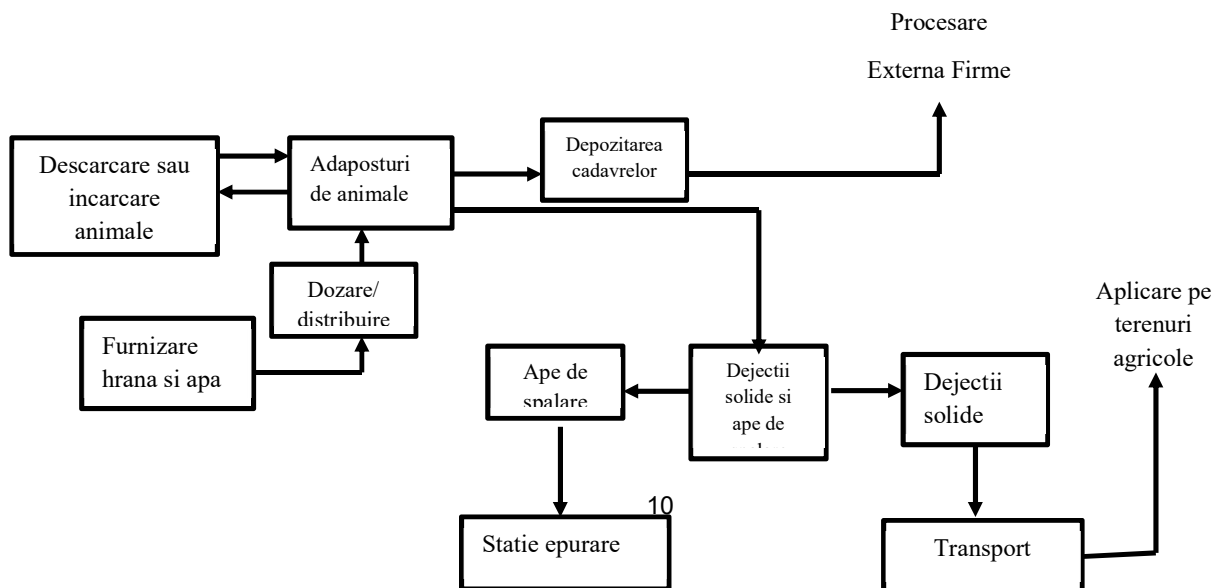 Procesare
Externa Firme
Descarcare sau
incarcare
animale
Adaposturi
de animale
Depozitarea
cadavrelor
Dozare/
distribuire
Furnizare
hrana si apa
Aplicare pe
terenuri
agricole
Ape de
spalare
Dejectii
solide si
ape de
Dejectii
solide
10
Statie epurare
Transport